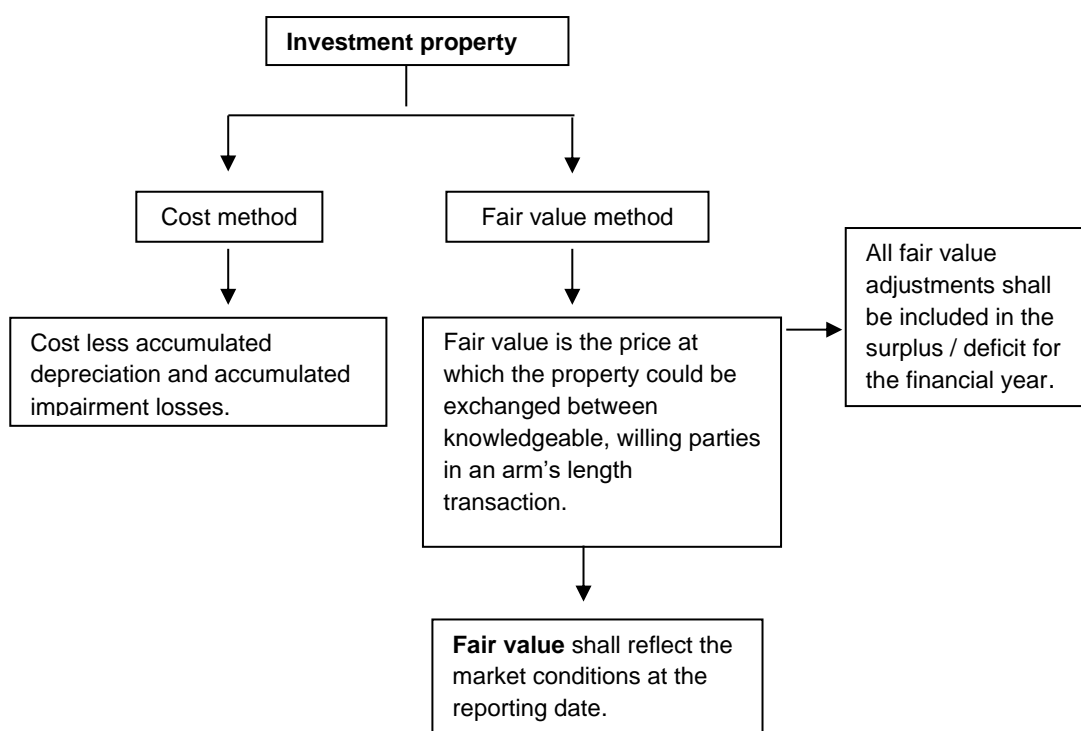 Investment property
Cost method
Fair value method
Cost less accumulated
depreciation and accumulated
impairment losses.
Fair value is the price at
which the property could be
exchanged between
knowledgeable, willing parties
in an arm’s length
transaction.
All fair value
adjustments shall
be included in the
surplus / deficit for
the financial year.
Fair value shall reflect the
market conditions at the
reporting date.